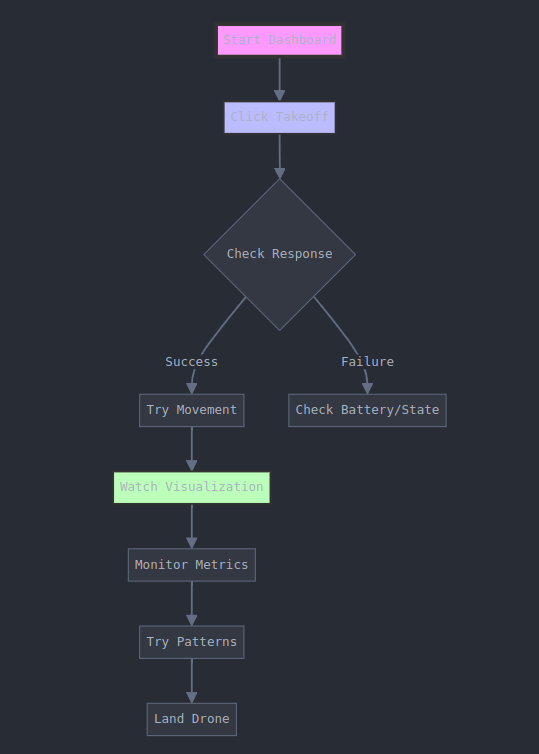 Start Dashboard
Click Takeoff
Check Response
Success
Failure
Try Movement
Check Battery/State
Watch Visualization
Monitor Metrics
Try Patterns
Land Drone